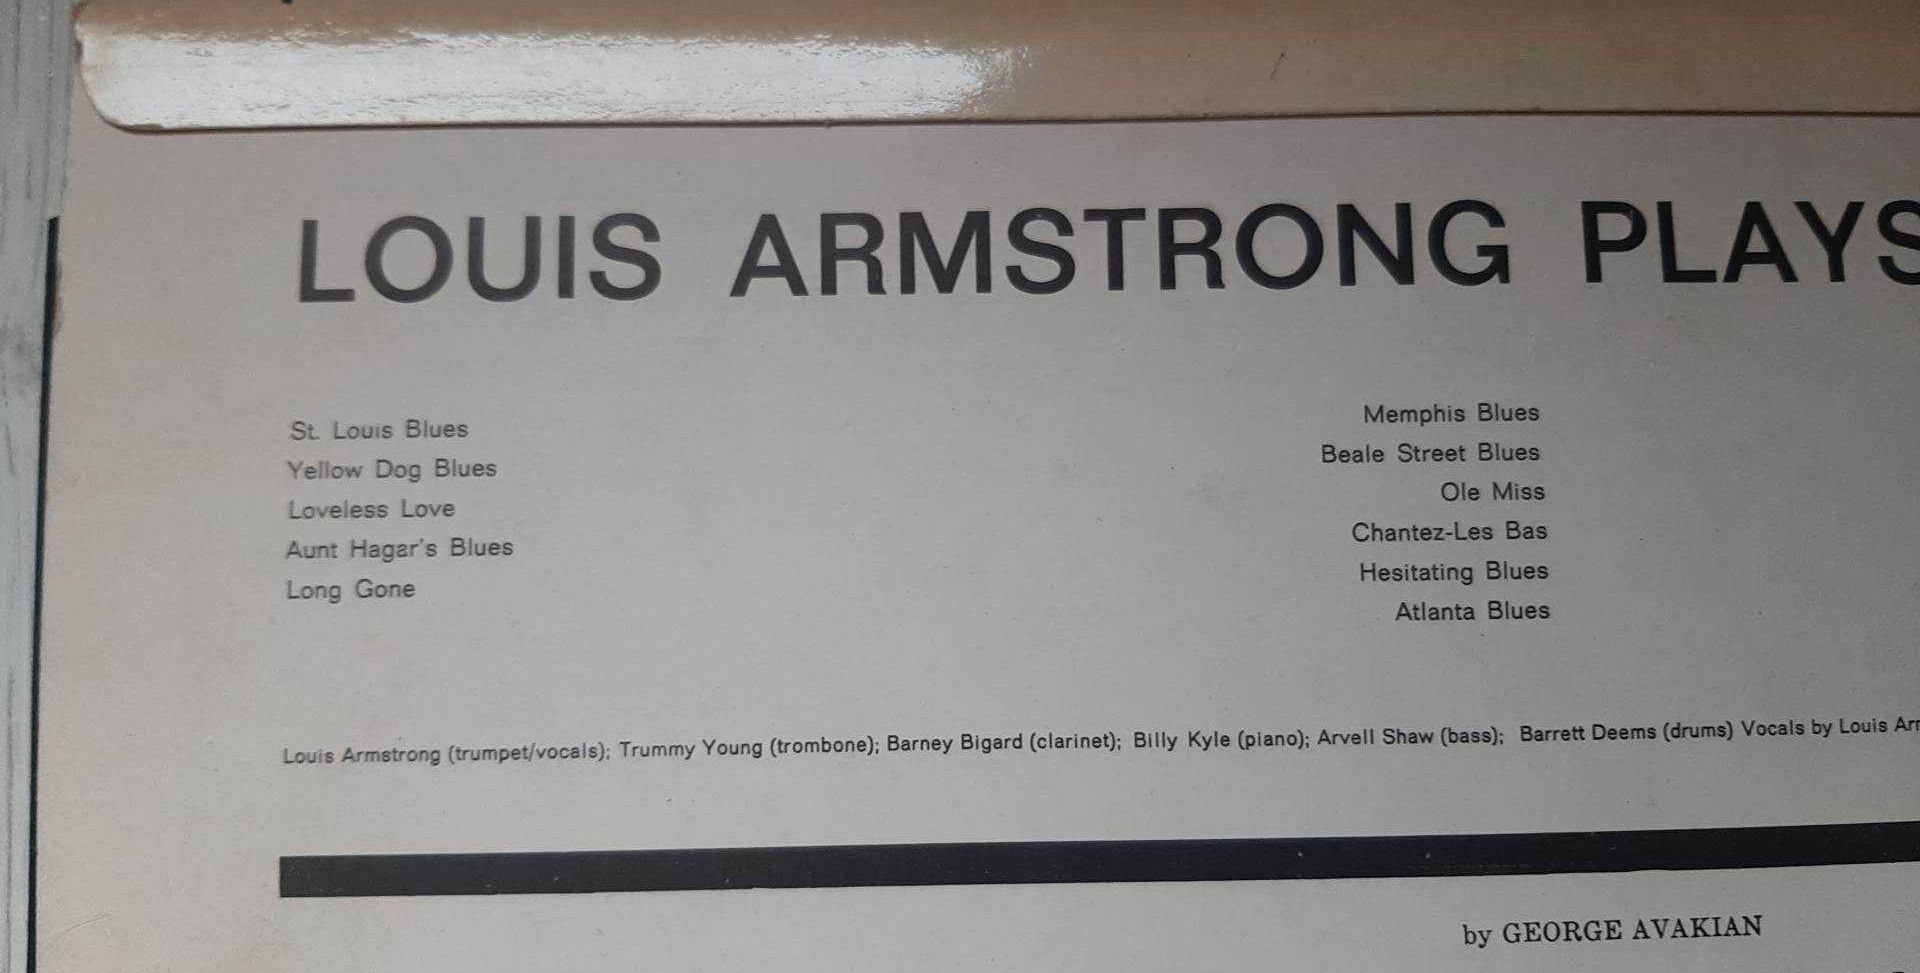 LOUIS ARMSTRONG PLAYS
St. Louis Blues
Yellow Dog Blues
Loveless Love
Aunt Hagar's Blues
Long Gone
Memphis Blues
Beale Street Blues
Ole Miss
Chantez-Les Bas
Hesitating Blues
Atlanta Blues
Louis Armstrong (trumpet/vocals); Trummy Young (trombone); Barney Bigard (clarinet); Billy Kyle (piano); Arvell Shaw (bass); Barrett Deems (drums) Vocals by Louis Arr
by GEORGE AVAKIAN